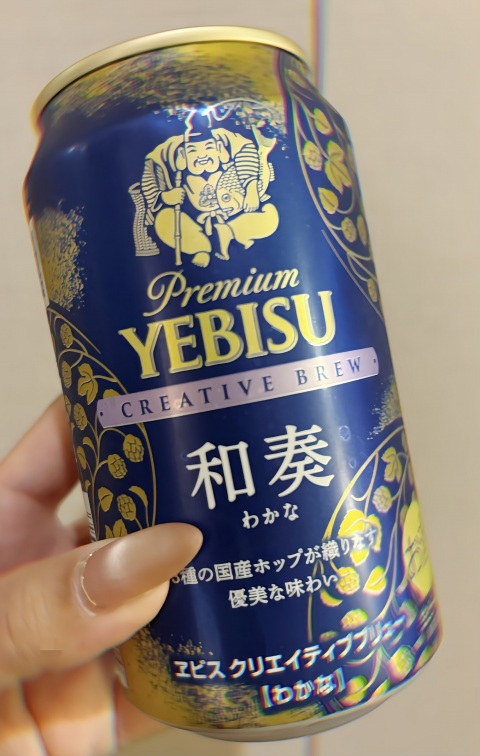 Premium
YEBISU
CREATIVE BREW
和奏
わかな
種の国産ホップが織りなす
優美な味わい
ヱビス クリエイティブブリュー
【わかな】
お